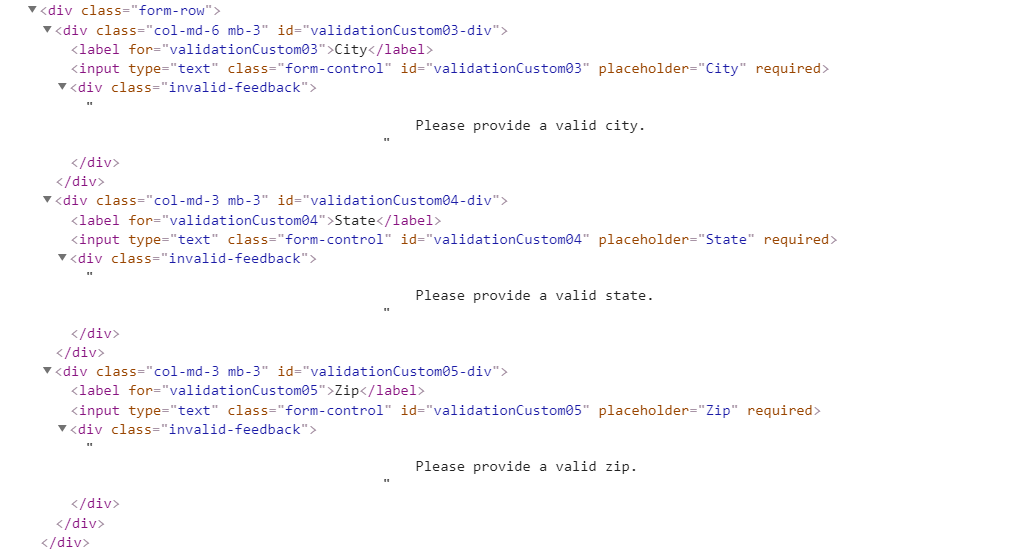 ▼<div class="form-row">
▼<div class="col-md-6 mb-3" id="validationCustom03-div">
<label for="validationCustom03">City</label>
<input type="text" class="form-control" id="validationCustom03" placeholder="City" required>
▼<div class="invalid-feedback">
"
Please provide a valid city.
"
</div>
</div>
▼<div class="col-md-3 mb-3" id="validationCustom04-div">
<label for="validationCustom04">State</label>
<input type="text" class="form-control" id="validationCustom04" placeholder="State" required>
▼<div class="invalid-feedback">
"
Please provide a valid state.
"
</div>
</div>
▼<div class="col-md-3 mb-3" id="validationCustom05-div">
<label for="validationCustom05">Zip</label>
<input type="text" class="form-control" id="validationCustom05" placeholder="Zip" required>
▼<div class="invalid-feedback">
"
Please provide a valid zip.
"
</div>
</div>
</div>